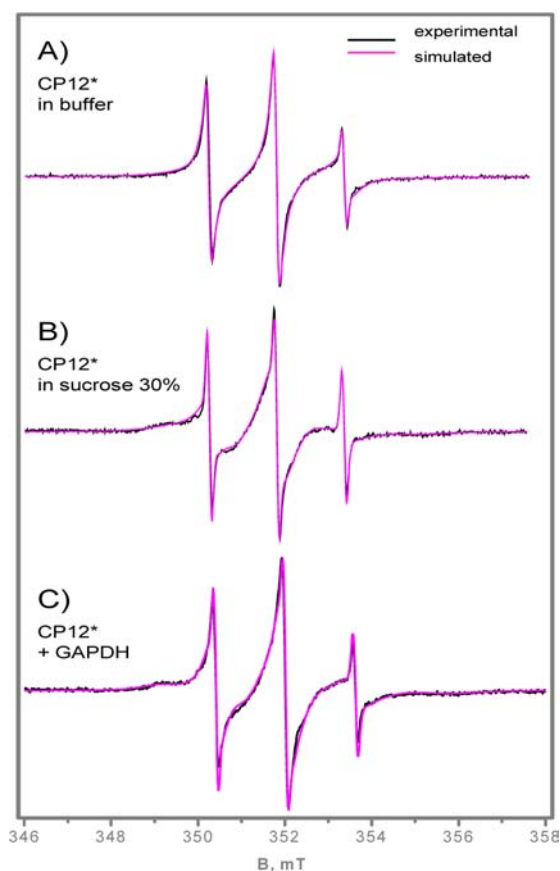 experimental
simulated
A)
CP12*
in buffer
B)
CP12*
in sucrose 30%
C)
CP12*
+ GAPDH
346 348 350 352 354 356 358
B, mT